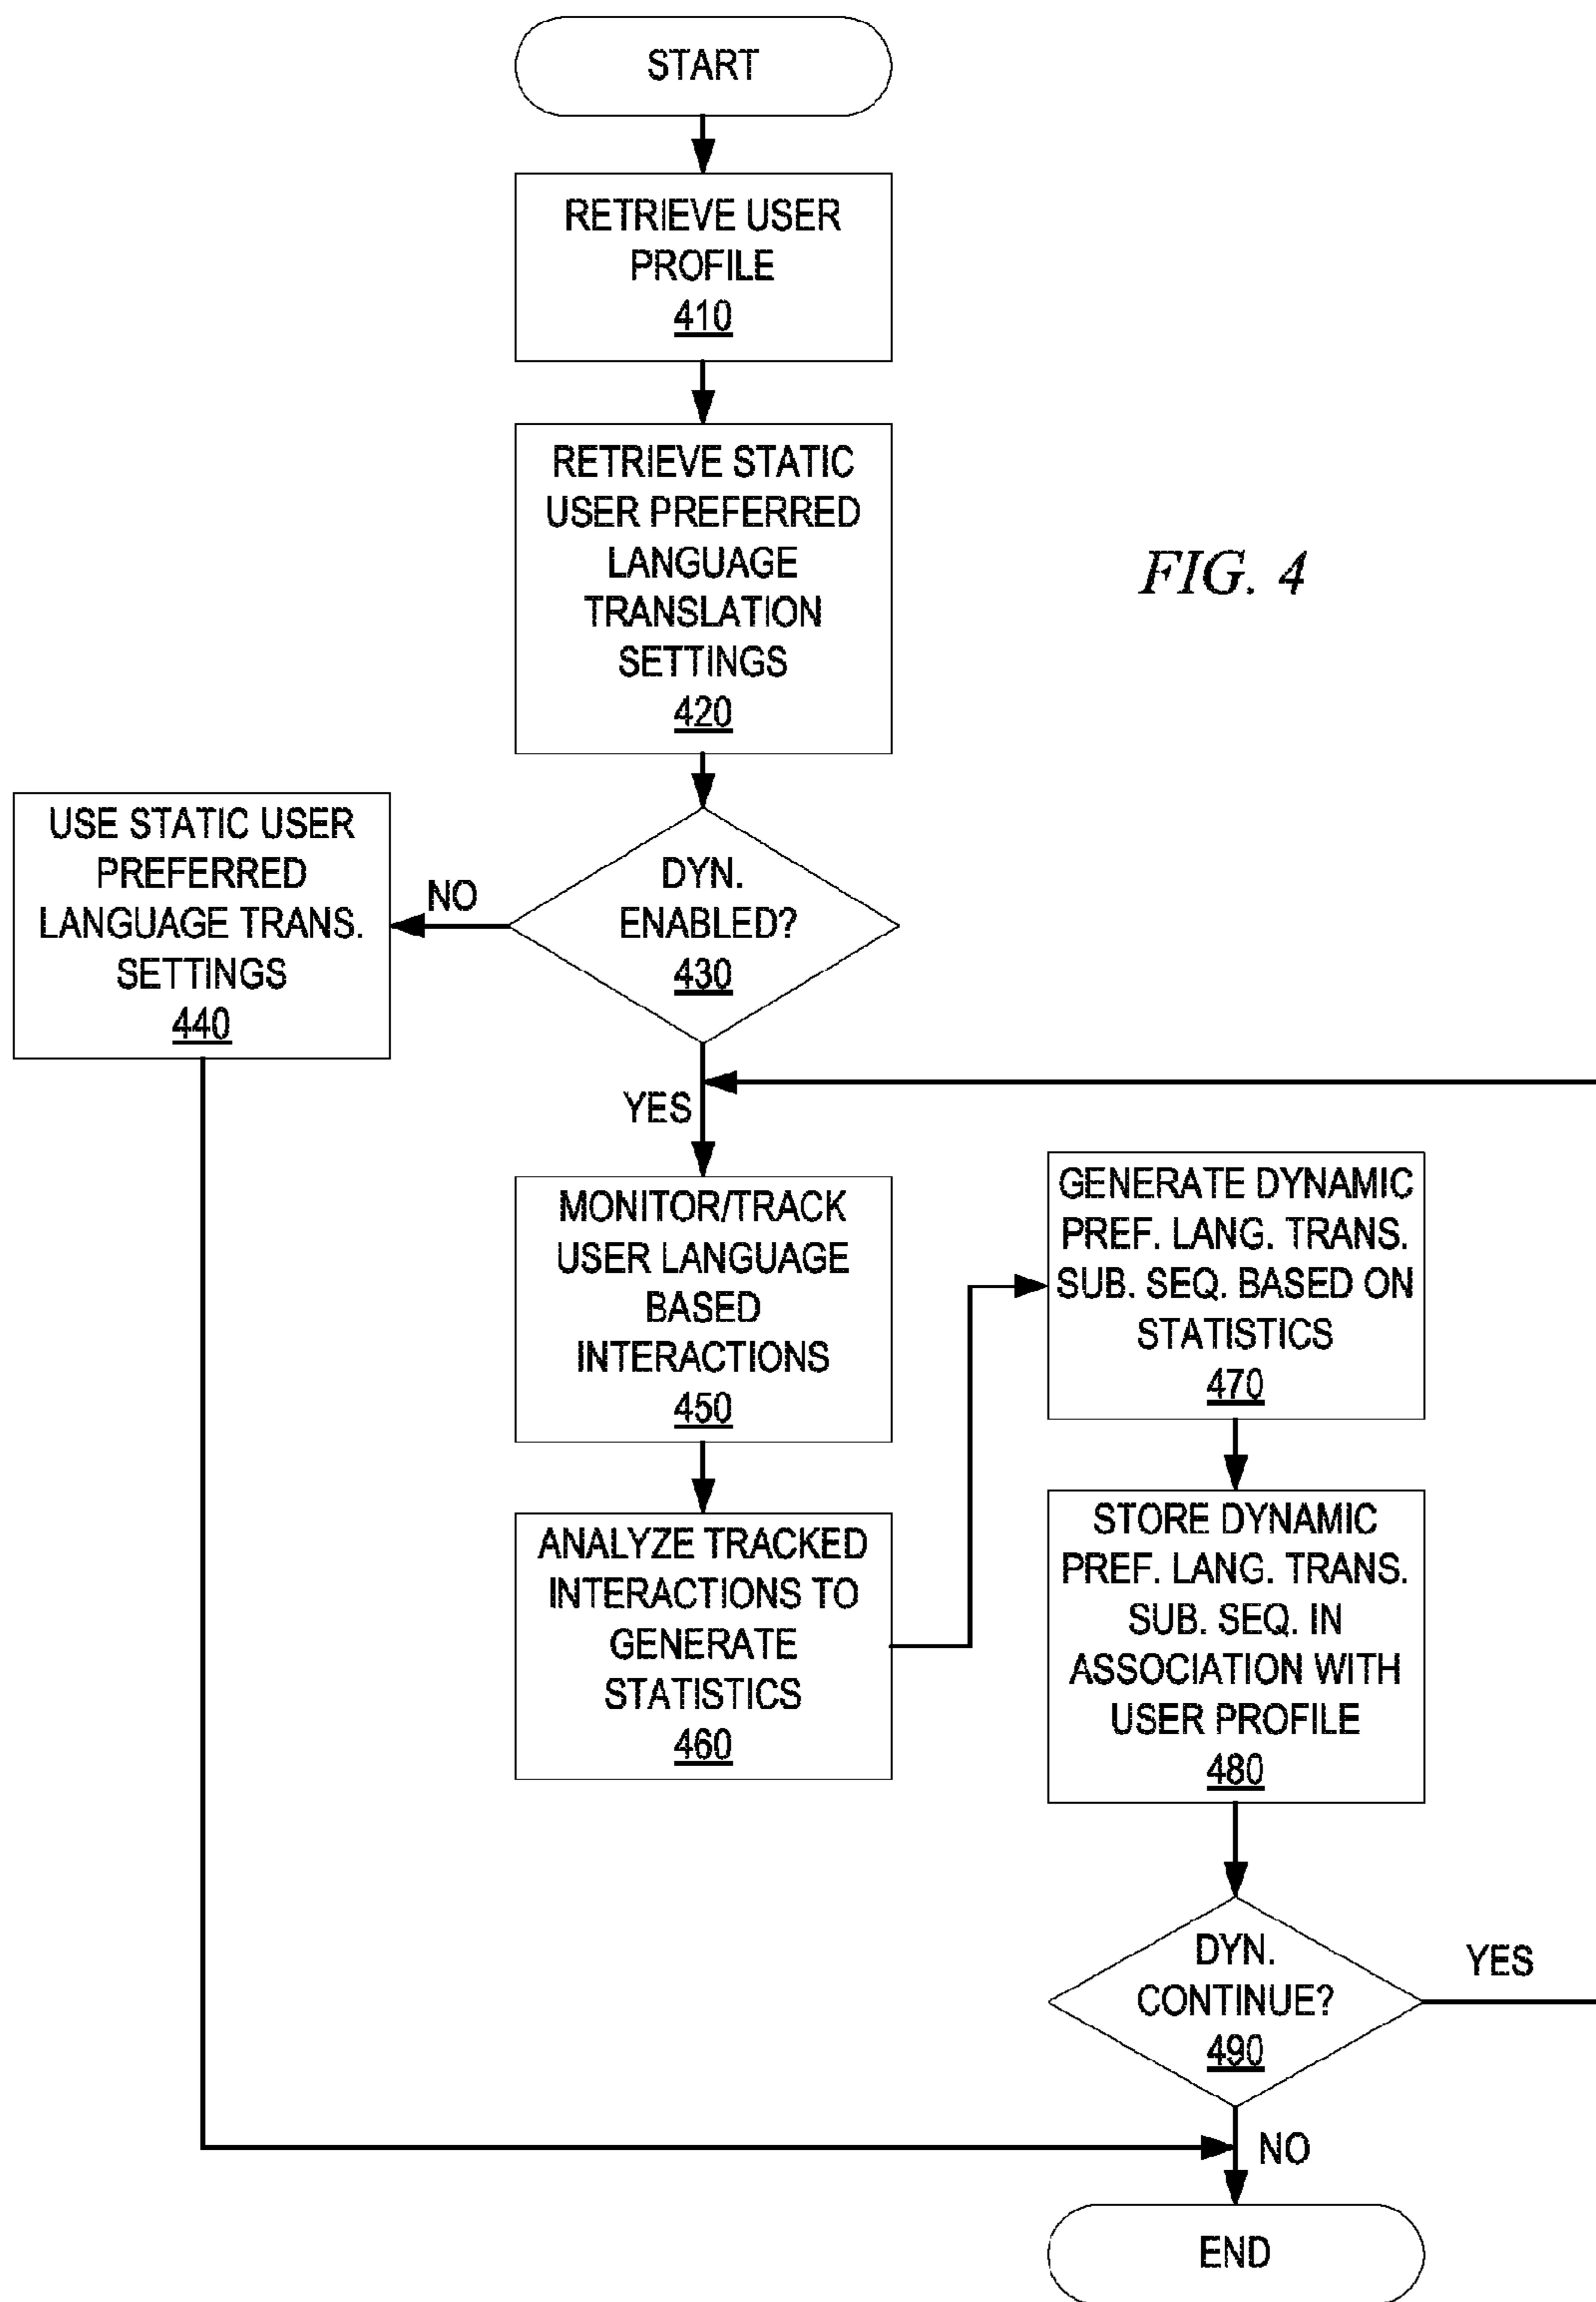 START
RETRIEVE USER
PROFILE
410
RETRIEVE STATIC
USER PREFERRED
LANGUAGE
TRANSLATION
SETTINGS
420
FIG. 4
USE STATIC USER
PREFERRED
LANGUAGE TRANS.
SETTINGS
440
NO
DYN.
ENABLED?
430
YES
MONITOR/TRACK
USER LANGUAGE
BASED
INTERACTIONS
450
ANALYZE TRACKED
INTERACTIONS TO
GENERATE
STATISTICS
460
GENERATE DYNAMIC
PREF. LANG. TRANS.
SUB. SEQ. BASED ON
STATISTICS
470
STORE DYNAMIC
PREF. LANG. TRANS.
SUB. SEQ. IN
ASSOCIATION WITH
USER PROFILE
480
DYN.
CONTINUE?
490
YES
NO
END